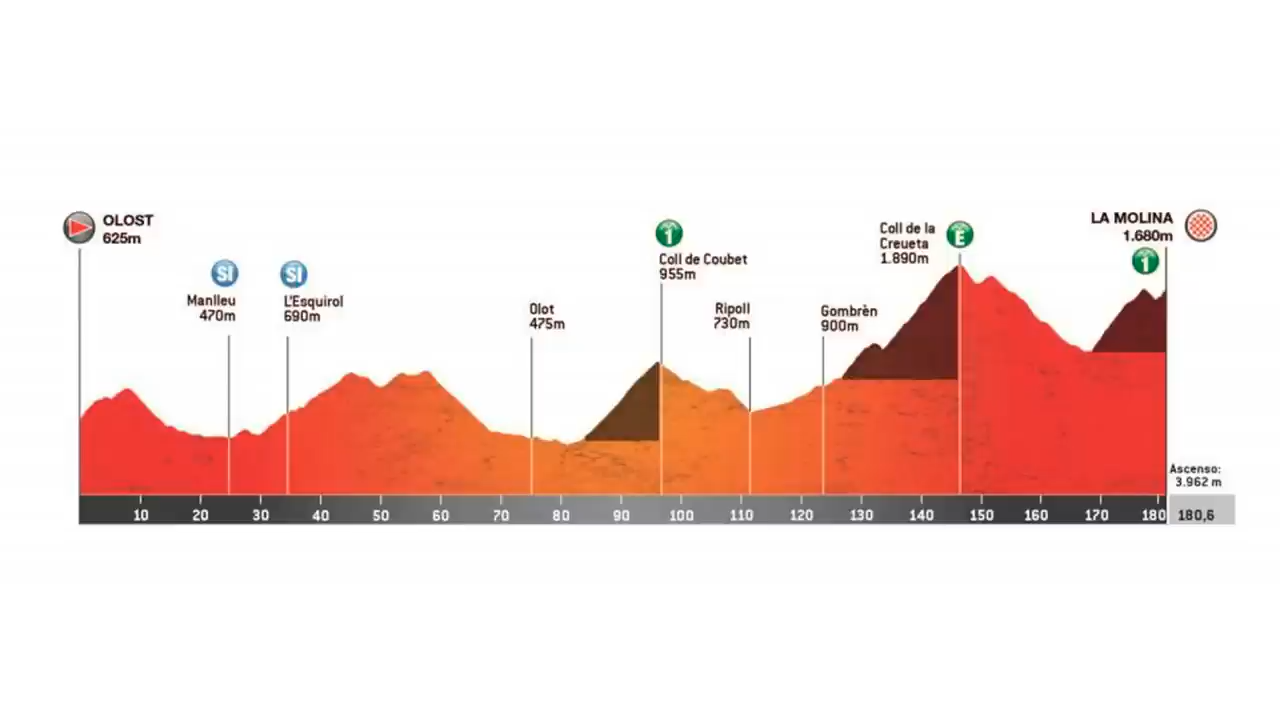 OLOST
625m
SI
Manlleu
470m
SI
L'Esquirol
690m
Olot
475m
1
Coll de Coubet
955m
Ripoll
730m
Gombrèn
900m
Coll de la
Creueta
1.890m
E
LA MOLINA
1.680m
1
Ascenso:
3.962 m
10 20 30 40 50 60 70 80 90 100 110 120 130 140 150 160 170 180 180,6